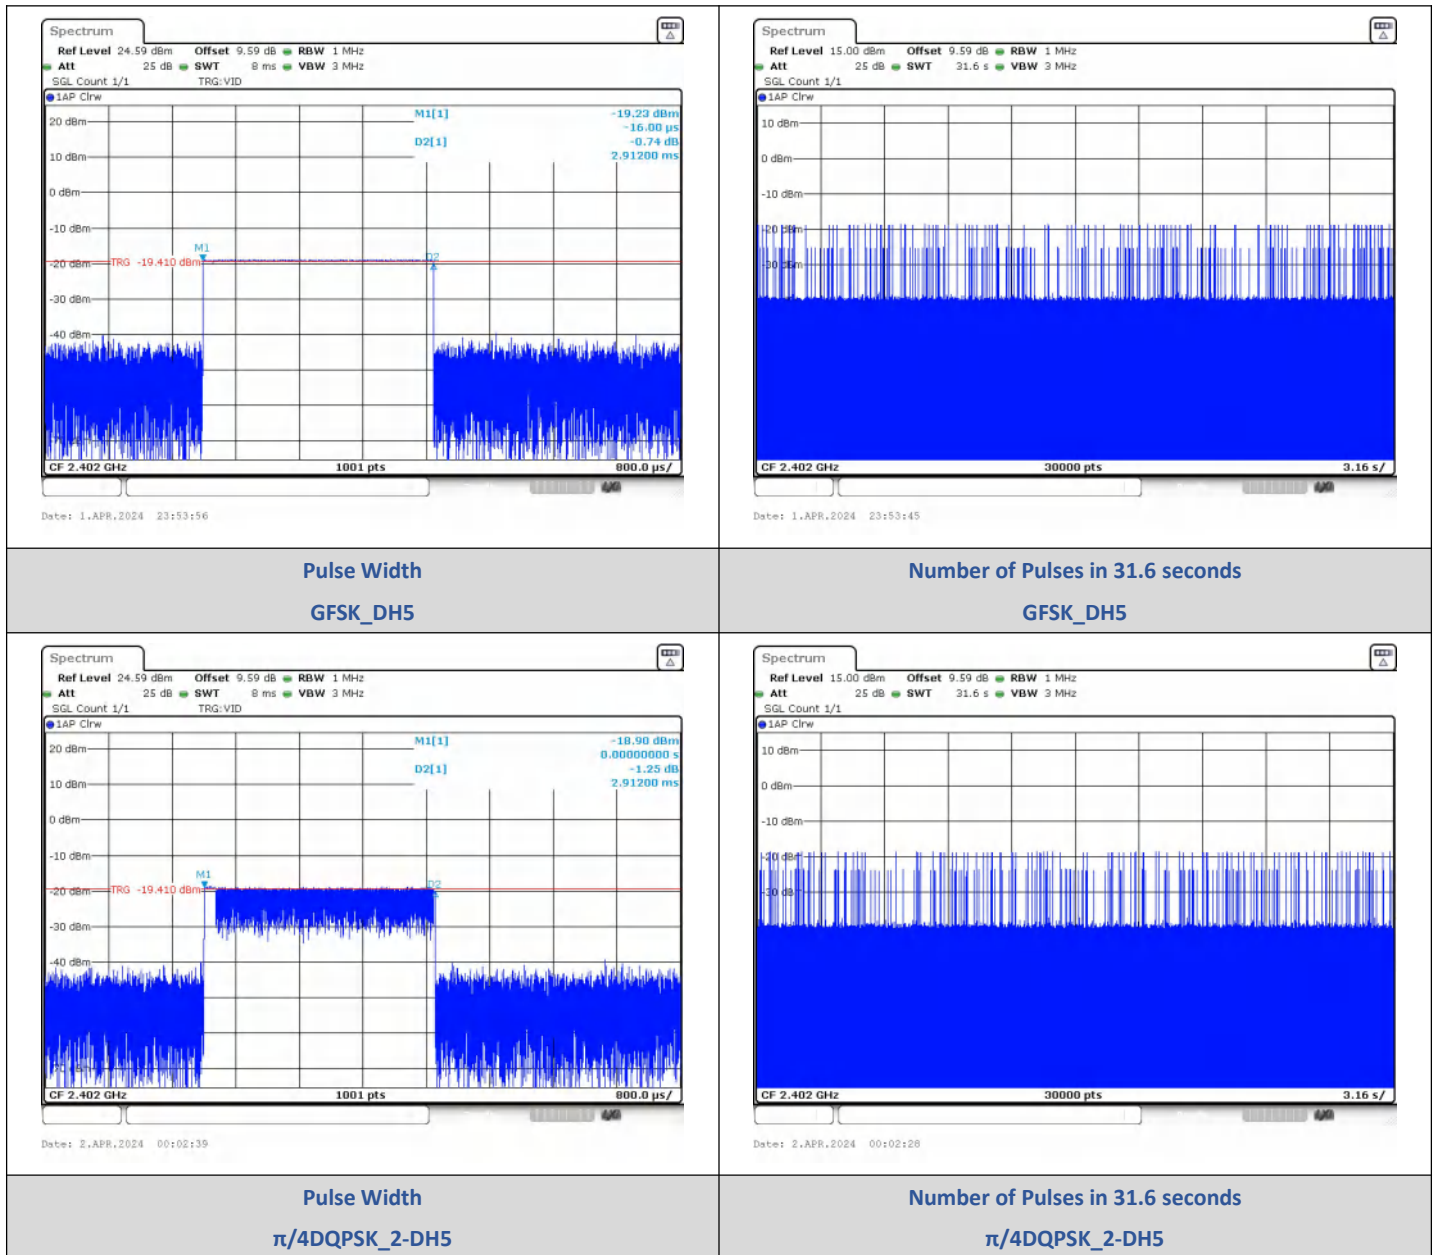 Spectrum
Ref Level 24.59 dBm Offset 9.59 dB RBW 1 MHz
Att 25 dB SWT 8 ms VBW 3 MHz
SGL Count 1/1 TRG:VID
1AP Clrw
M1[1] -19.23 dBm
-16.00 µs
D2[1] -0.74 dB
2.91200 ms
20 dBm
10 dBm
0 dBm
-10 dBm
M1
D2
TRG -19.410 dBm
-20 dBm
-30 dBm
-40 dBm
CF 2.402 GHz 1001 pts 800.0 µs/
Date: 1.APR.2024 23:53:56
Spectrum
Ref Level 15.00 dBm Offset 9.59 dB RBW 1 MHz
Att 25 dB SWT 31.6 s VBW 3 MHz
SGL Count 1/1
1AP Clrw
10 dBm
0 dBm
-10 dBm
-20 dBm
-30 dBm
CF 2.402 GHz 30000 pts 3.16 s/
Date: 1.APR.2024 23:53:45
Pulse Width
GFSK_DH5
Number of Pulses in 31.6 seconds
GFSK_DH5
Spectrum
Ref Level 24.59 dBm Offset 9.59 dB RBW 1 MHz
Att 25 dB SWT 8 ms VBW 3 MHz
SGL Count 1/1 TRG:VID
1AP Clrw
M1[1] -18.90 dBm
0.00000000 s
D2[1] -1.25 dB
2.91200 ms
20 dBm
10 dBm
0 dBm
-10 dBm
M1
D2
TRG -19.410 dBm
-20 dBm
-30 dBm
-40 dBm
CF 2.402 GHz 1001 pts 800.0 µs/
Date: 2.APR.2024 00:02:39
Spectrum
Ref Level 15.00 dBm Offset 9.59 dB RBW 1 MHz
Att 25 dB SWT 31.6 s VBW 3 MHz
SGL Count 1/1
1AP Clrw
10 dBm
0 dBm
-10 dBm
-20 dBm
-30 dBm
CF 2.402 GHz 30000 pts 3.16 s/
Date: 2.APR.2024 00:02:28
Pulse Width
π/4DQPSK_2-DH5
Number of Pulses in 31.6 seconds
π/4DQPSK_2-DH5